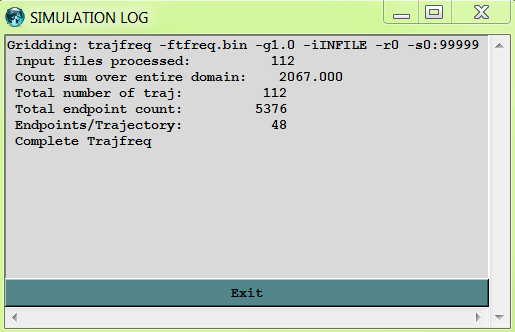 SIMULATION LOG
Gridding: trajfreq -ftfreq.bin -g1.0 -iINFILE -r0 -s0:99999
Input files processed: 112
Count sum over entire domain: 2067.000
Total number of traj: 112
Total endpoint count: 5376
Endpoints/Trajectory: 48
Complete Trajfreq
Exit